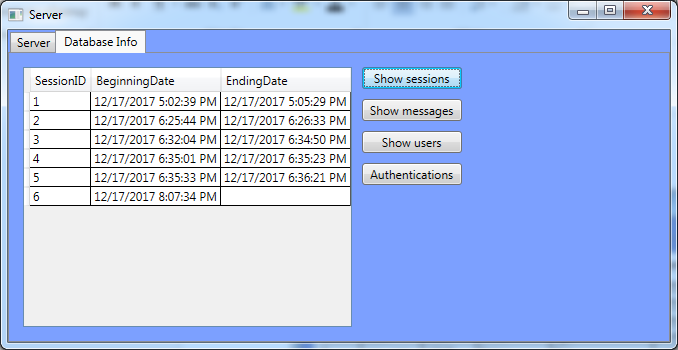 Server
Server Database Info
SessionID BeginningDate EndingDate
1 12/17/2017 5:02:39 PM 12/17/2017 5:05:29 PM
2 12/17/2017 6:25:44 PM 12/17/2017 6:26:33 PM
3 12/17/2017 6:32:04 PM 12/17/2017 6:34:50 PM
4 12/17/2017 6:35:01 PM 12/17/2017 6:35:23 PM
5 12/17/2017 6:35:33 PM 12/17/2017 6:36:21 PM
6 12/17/2017 8:07:34 PM
Show sessions
Show messages
Show users
Authentications